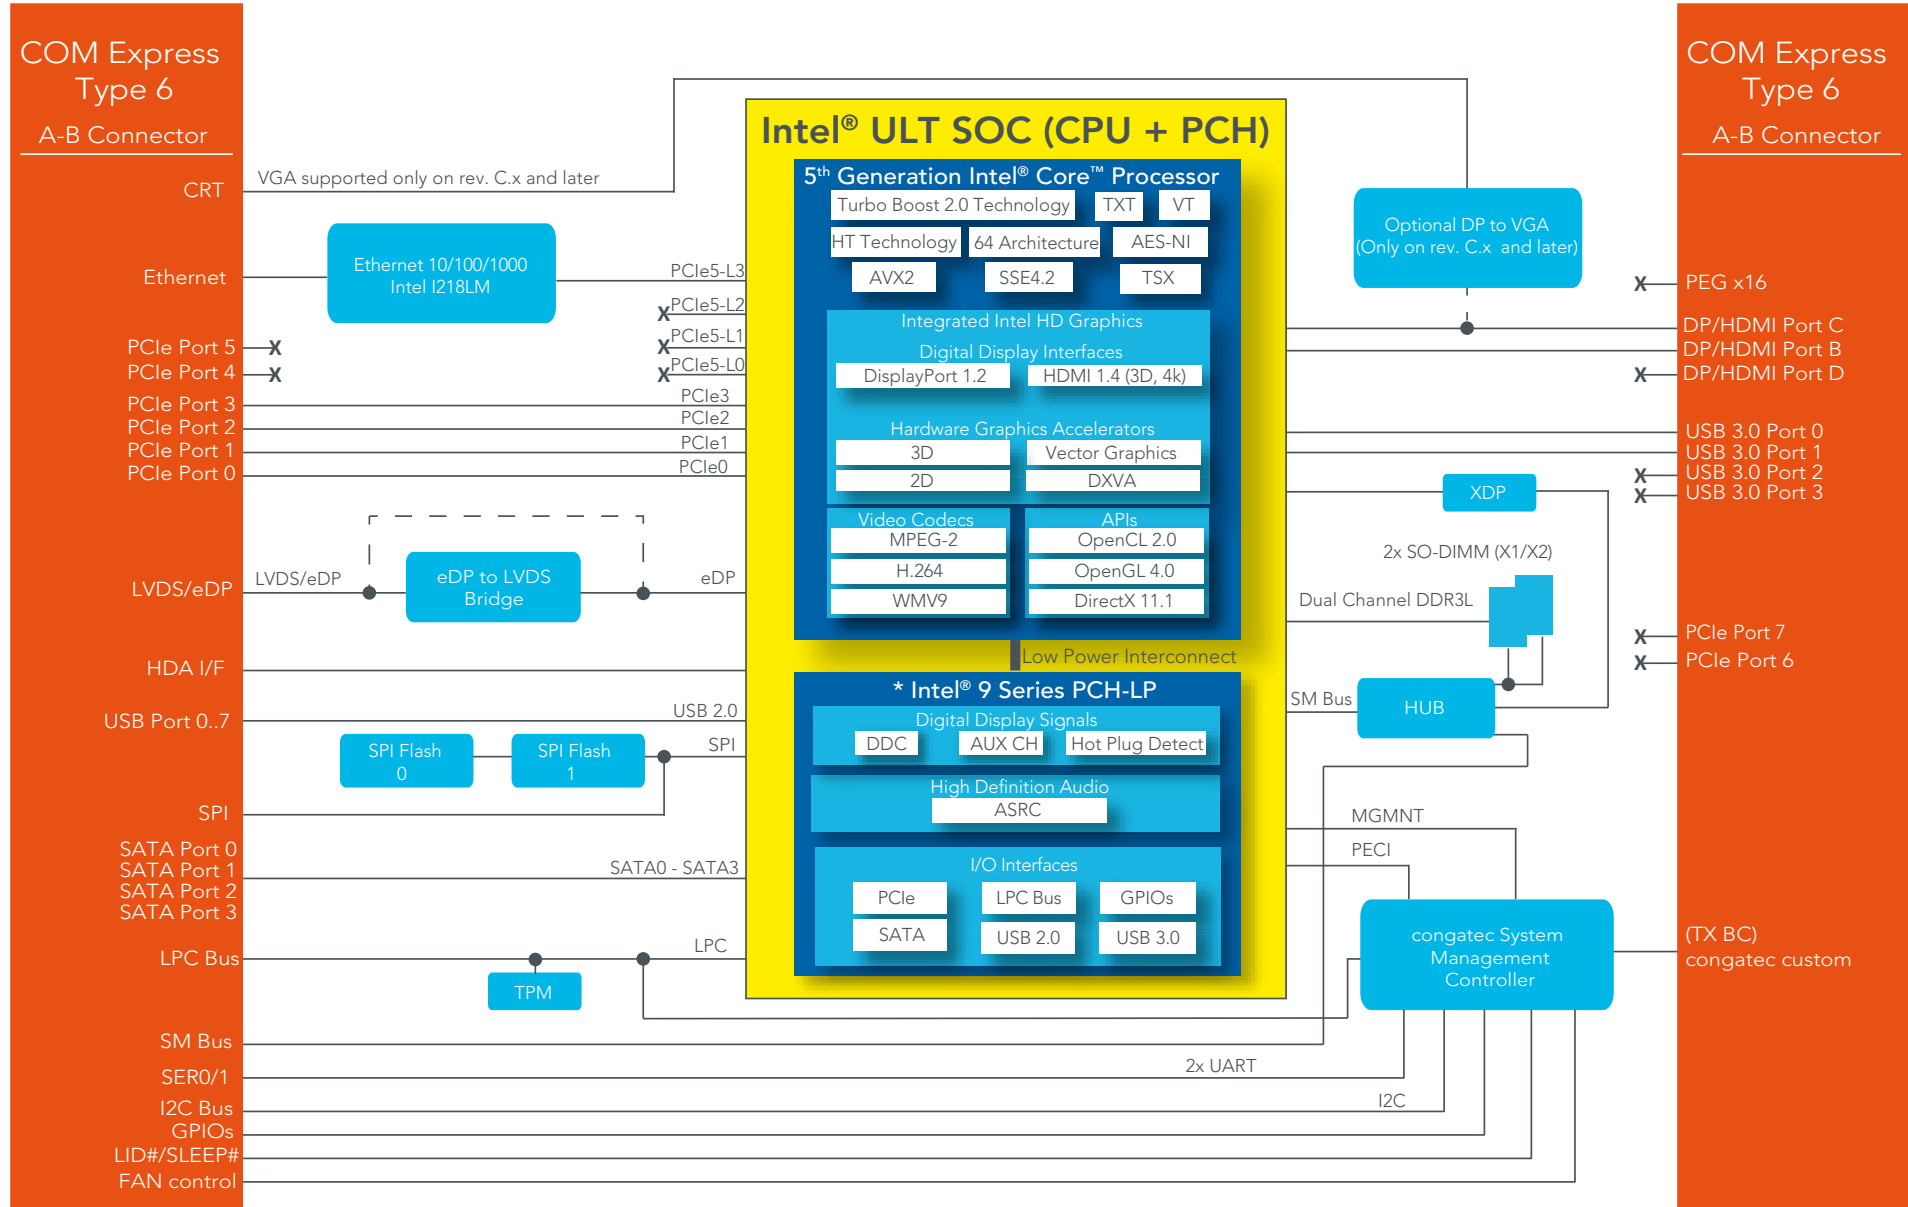 COM Express
Type 6
A-B Connector
CRT
Ethernet
PCIe Port 5
PCIe Port 4
PCIe Port 3
PCIe Port 2
PCIe Port 1
PCIe Port 0
LVDS/eDP
HDA I/F
USB Port 0..7
SPI
SATA Port 0
SATA Port 1
SATA Port 2
SATA Port 3
LPC Bus
SM Bus
SER0/1
I2C Bus
GPIOs
LID#/SLEEP#
FAN control
VGA supported only on rev. C.x and later
Ethernet 10/100/1000
Intel I218LM
PCIe5-L3
X PCIe5-L2
X PCIe5-L1
X PCIe5-L0
X
X
PCIe3
PCIe2
PCIe1
PCIe0
LVDS/eDP
eDP to LVDS
Bridge
eDP
USB 2.0
SPI Flash
0
SPI Flash
1
SPI
SATA0 - SATA3
LPC
TPM
Intel® ULT SOC (CPU + PCH)
5th Generation Intel® Core™ Processor
Turbo Boost 2.0 Technology
TXT
VT
HT Technology
64 Architecture
AES-NI
AVX2
SSE4.2
TSX
Integrated Intel HD Graphics
Digital Display Interfaces
DisplayPort 1.2
HDMI 1.4 (3D, 4k)
Hardware Graphics Accelerators
3D
Vector Graphics
2D
DXVA
Video Codecs
MPEG-2
H.264
WMV9
APIs
OpenCL 2.0
OpenGL 4.0
DirectX 11.1
Low Power Interconnect
* Intel® 9 Series PCH-LP
Digital Display Signals
DDC
AUX CH
Hot Plug Detect
High Definition Audio
ASRC
I/O Interfaces
PCIe
LPC Bus
GPIOs
SATA
USB 2.0
USB 3.0
Optional DP to VGA
(Only on rev. C.x and later)
XDP
2x SO-DIMM (X1/X2)
Dual Channel DDR3L
SM Bus
HUB
MGMNT
PECI
congatec System
Management
Controller
2x UART
I2C
COM Express
Type 6
A-B Connector
X PEG x16
DP/HDMI Port C
DP/HDMI Port B
X DP/HDMI Port D
USB 3.0 Port 0
USB 3.0 Port 1
X USB 3.0 Port 2
X USB 3.0 Port 3
X PCIe Port 7
X PCIe Port 6
(TX BC)
congatec custom